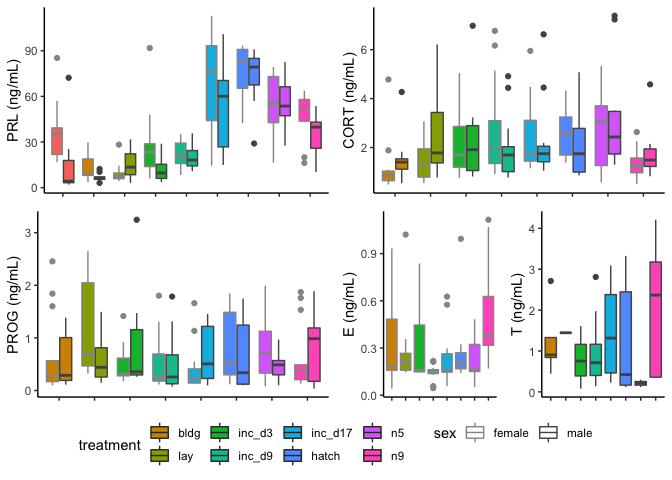 PRL (ng/mL)
90
60
30
0
CORT (ng/mL)
6
4
2
PROG (ng/mL)
3
2
1
0
E (ng/mL)
0.9
0.6
0.3
0.0
T (ng/mL)
4
3
2
1
0
treatment
bldg inc_d3 inc_d17 n5
lay inc_d9 hatch n9
sex female male